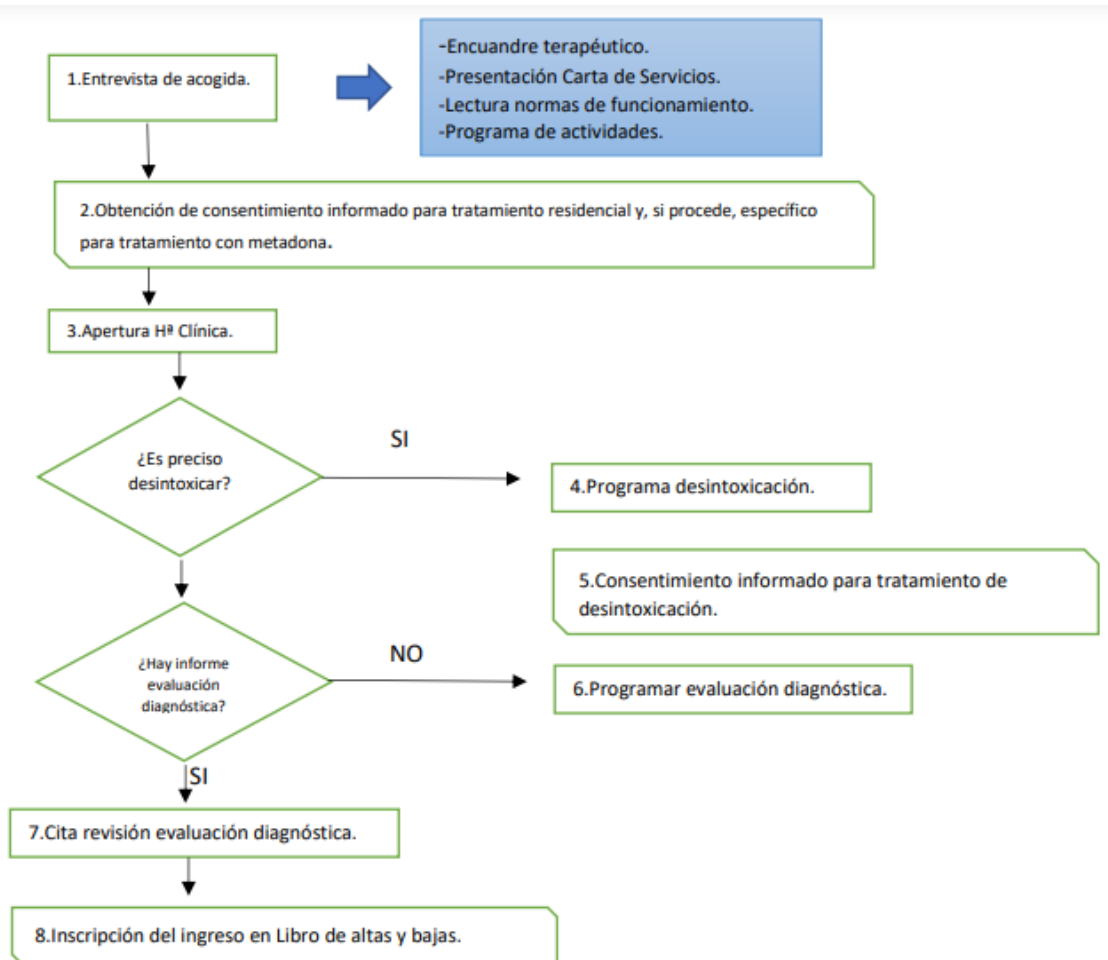 1.Entrevista de acogida.
-Encuandre terapéutico.
-Presentación Carta de Servicios.
-Lectura normas de funcionamiento.
-Programa de actividades.
2.Obtención de consentimiento informado para tratamiento residencial y, si procede, específico
para tratamiento con metadona.
3.Apertura Hª Clínica.
¿Es preciso
desintoxicar?
SI
4.Programa desintoxicación.
5.Consentimiento informado para tratamiento de
desintoxicación.
¿Hay informe
evaluación
diagnóstica?
NO
6.Programar evaluación diagnóstica.
SI
7.Cita revisión evaluación diagnóstica.
8.Inscripción del ingreso en Libro de altas y bajas.